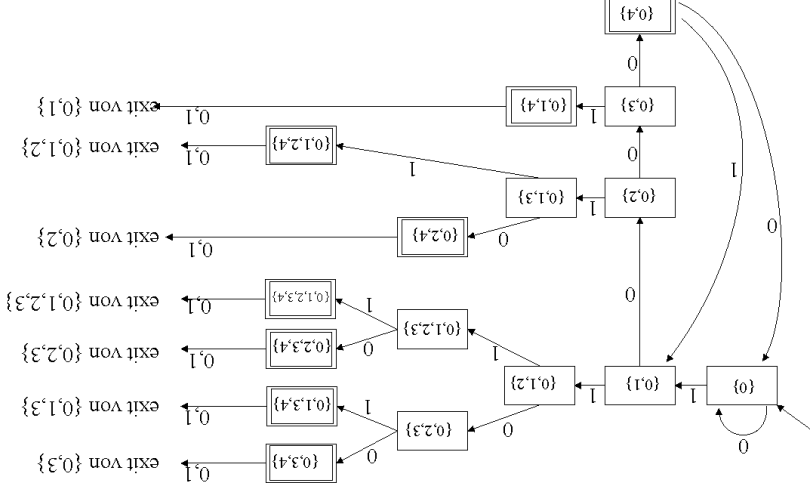 0
{0,3,4} 0,1 exit von {0,3}
0 {0,2,3} 0
{0,1,3,4} 0,1 exit von {0,1,3}
1
{0} 1 {0,1} 1 {0,1,2}
1
0 {0,2,3,4} 0,1 exit von {0,2,3}
{0,1,2,3}
1 {0,1,2,3,4} 0,1 exit von {0,1,2,3}
0
0 0 {0,2,4} 0,1 exit von {0,2}
{0,2} 1 {0,1,3}
1 1
0 {0,1,2,4} 0,1 exit von {0,1,2}
{0,3} 1 {0,1,4} 0,1 exit von {0,1}
0
{0,4}